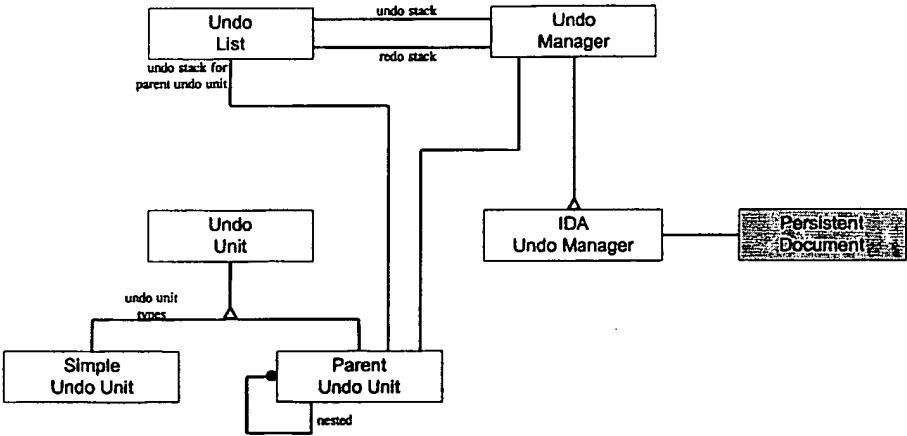 undo stack
Undo
List
Undo
Manager
redo stack
undo stack for
parent undo unit
Undo
Unit
IDA
Undo Manager
Persistent
Document
undo unit
types
Simple
Undo Unit
Parent
Undo Unit
nested